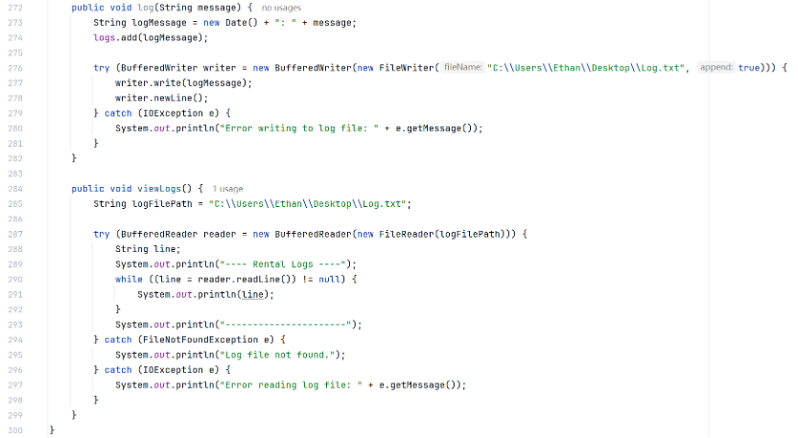 272 public void log(String message) { no usages
273 String logMessage = new Date() + ": " + message;
274 logs.add(logMessage);
275
276 try (BufferedWriter writer = new BufferedWriter(new FileWriter( fileName: "C:\\Users\\Ethan\\Desktop\\Log.txt", append: true))) {
277 writer.write(logMessage);
278 writer.newLine();
279 } catch (IOException e) {
280 System.out.println("Error writing to log file: " + e.getMessage());
281 }
282 }
283
284 public void viewLogs() { 1 usage
285 String logFilePath = "C:\\Users\\Ethan\\Desktop\\Log.txt";
286
287 try (BufferedReader reader = new BufferedReader(new FileReader(logFilePath))) {
288 String line;
289 System.out.println("---- Rental Logs ----");
290 while ((line = reader.readLine()) != null) {
291 System.out.println(line);
292 }
293 System.out.println("----------------------");
294 } catch (FileNotFoundException e) {
295 System.out.println("Log file not found.");
296 } catch (IOException e) {
297 System.out.println("Error reading log file: " + e.getMessage());
298 }
299 }
300 }